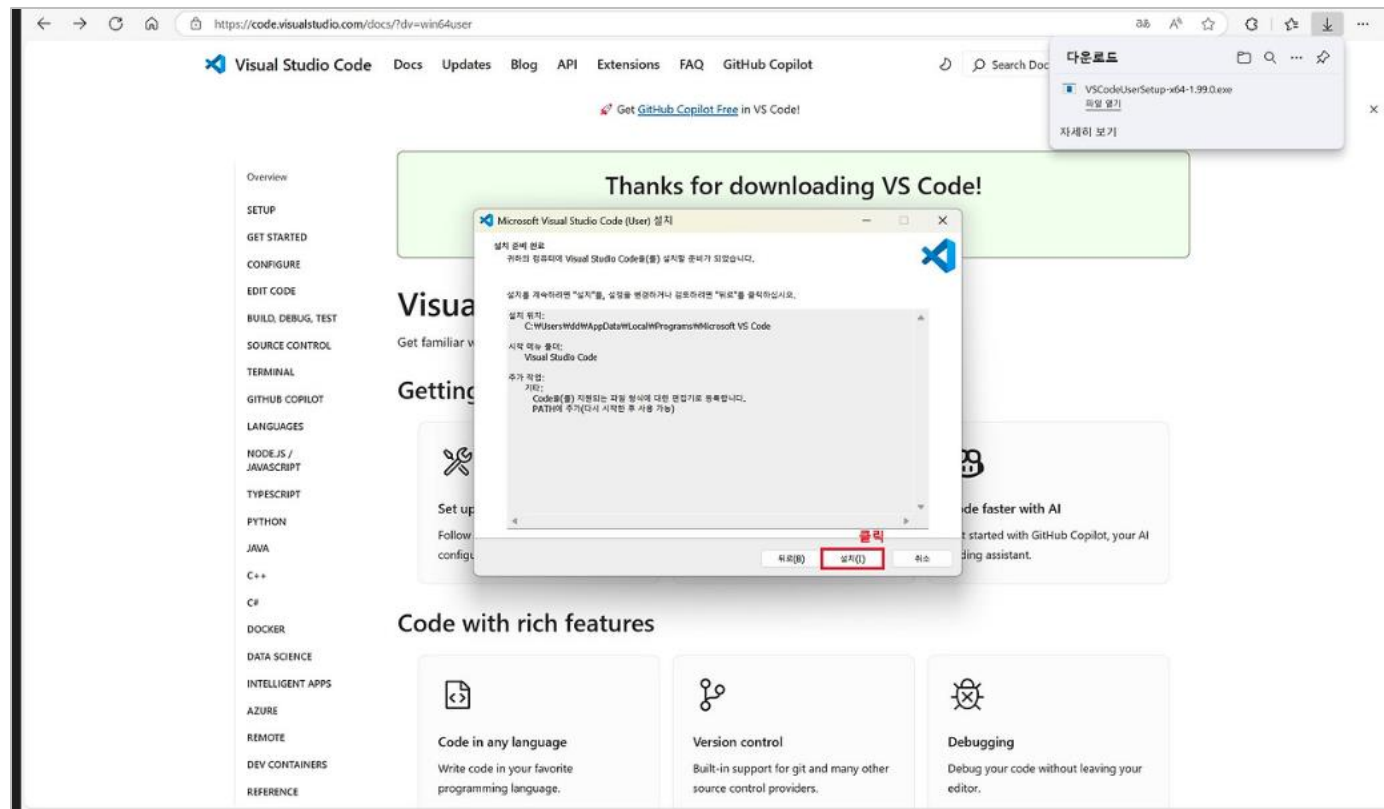 https://code.visualstudio.com/docs/?dv=win64user
Visual Studio Code Docs Updates Blog API Extensions FAQ GitHub Copilot Search Doc
다운로드
VSCodeUserSetup-x64-1.99.0.exe
파일 열기
자세히 보기
Get GitHub Copilot Free in VS Code!
Overview
SETUP
GET STARTED
CONFIGURE
EDIT CODE
BUILD, DEBUG, TEST
SOURCE CONTROL
TERMINAL
GITHUB COPILOT
LANGUAGES
NODE.JS /
JAVASCRIPT
TYPESCRIPT
PYTHON
JAVA
C++
C#
DOCKER
DATA SCIENCE
INTELLIGENT APPS
AZURE
REMOTE
DEV CONTAINERS
REFERENCE
Thanks for downloading VS Code!
Microsoft Visual Studio Code (User) 설치
설치 준비 완료
귀하의 컴퓨터에 Visual Studio Code을(를) 설치할 준비가 되었습니다.
설치를 계속하려면 "설치"를, 설정을 변경하거나 검토하려면 "뒤로"를 클릭하십시오.
설치 위치:
C:₩Users₩dd₩AppData₩Local₩Programs₩Microsoft VS Code
시작 메뉴 폴더:
Visual Studio Code
추가 작업:
기타:
Code을(를) 지원되는 파일 형식에 대한 편집기로 등록합니다.
PATH에 추가(다시 시작한 후 사용 가능)
클릭
뒤로(B) 설치(I) 취소
Visua
Get familiar w
Getting
Set up
Follow
configu
de faster with AI
t started with GitHub Copilot, your AI
ding assistant.
Code with rich features
Code in any language
Write code in your favorite
programming language.
Version control
Built-in support for git and many other
source control providers.
Debugging
Debug your code without leaving your
editor.